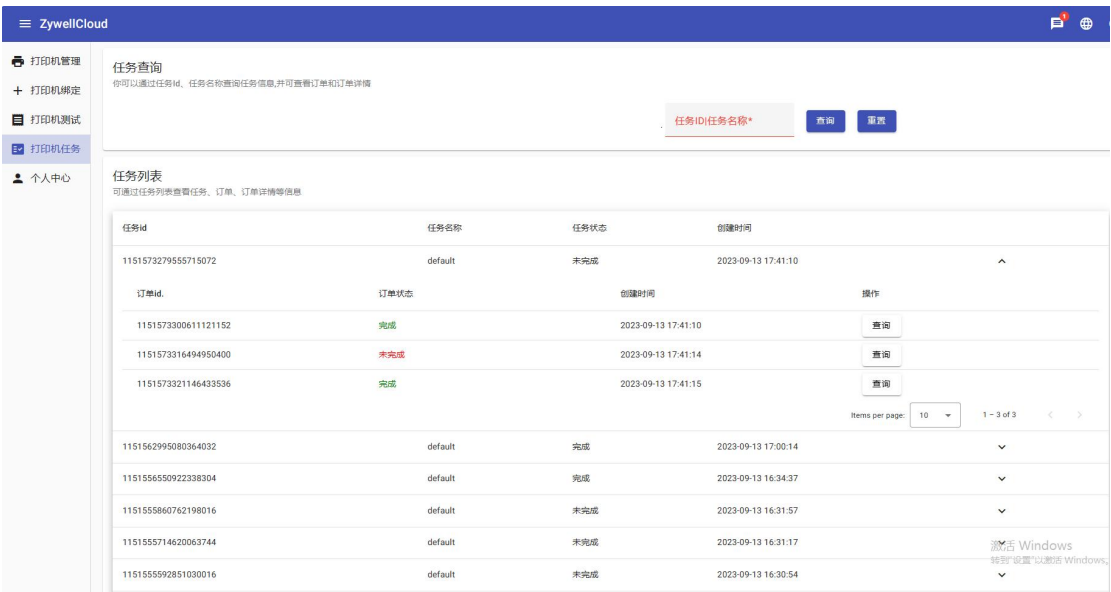 ZywellCloud
1
打印机管理
打印机绑定
打印机测试
打印机任务
个人中心
任务查询
你可以通过任务Id、任务名称查询任务信息,并可查看订单和订单详情
任务ID|任务名称* 查询 重置
任务列表
可通过任务列表查看任务、订单、订单详情等信息
任务id 任务名称 任务状态 创建时间
1151573279555715072 default 未完成 2023-09-13 17:41:10
订单id. 订单状态 创建时间 操作
1151573300611121152 完成 2023-09-13 17:41:10 查询
1151573316494950400 未完成 2023-09-13 17:41:14 查询
1151573321146433536 完成 2023-09-13 17:41:15 查询
Items per page: 10 1 – 3 of 3
1151562995080364032 default 完成 2023-09-13 17:00:14
1151556550922338304 default 完成 2023-09-13 16:34:37
1151555860762198016 default 未完成 2023-09-13 16:31:57
1151555714620063744 default 未完成 2023-09-13 16:31:17
激活 Windows
转到"设置"以激活 Windows。
1151555592851030016 default 未完成 2023-09-13 16:30:54